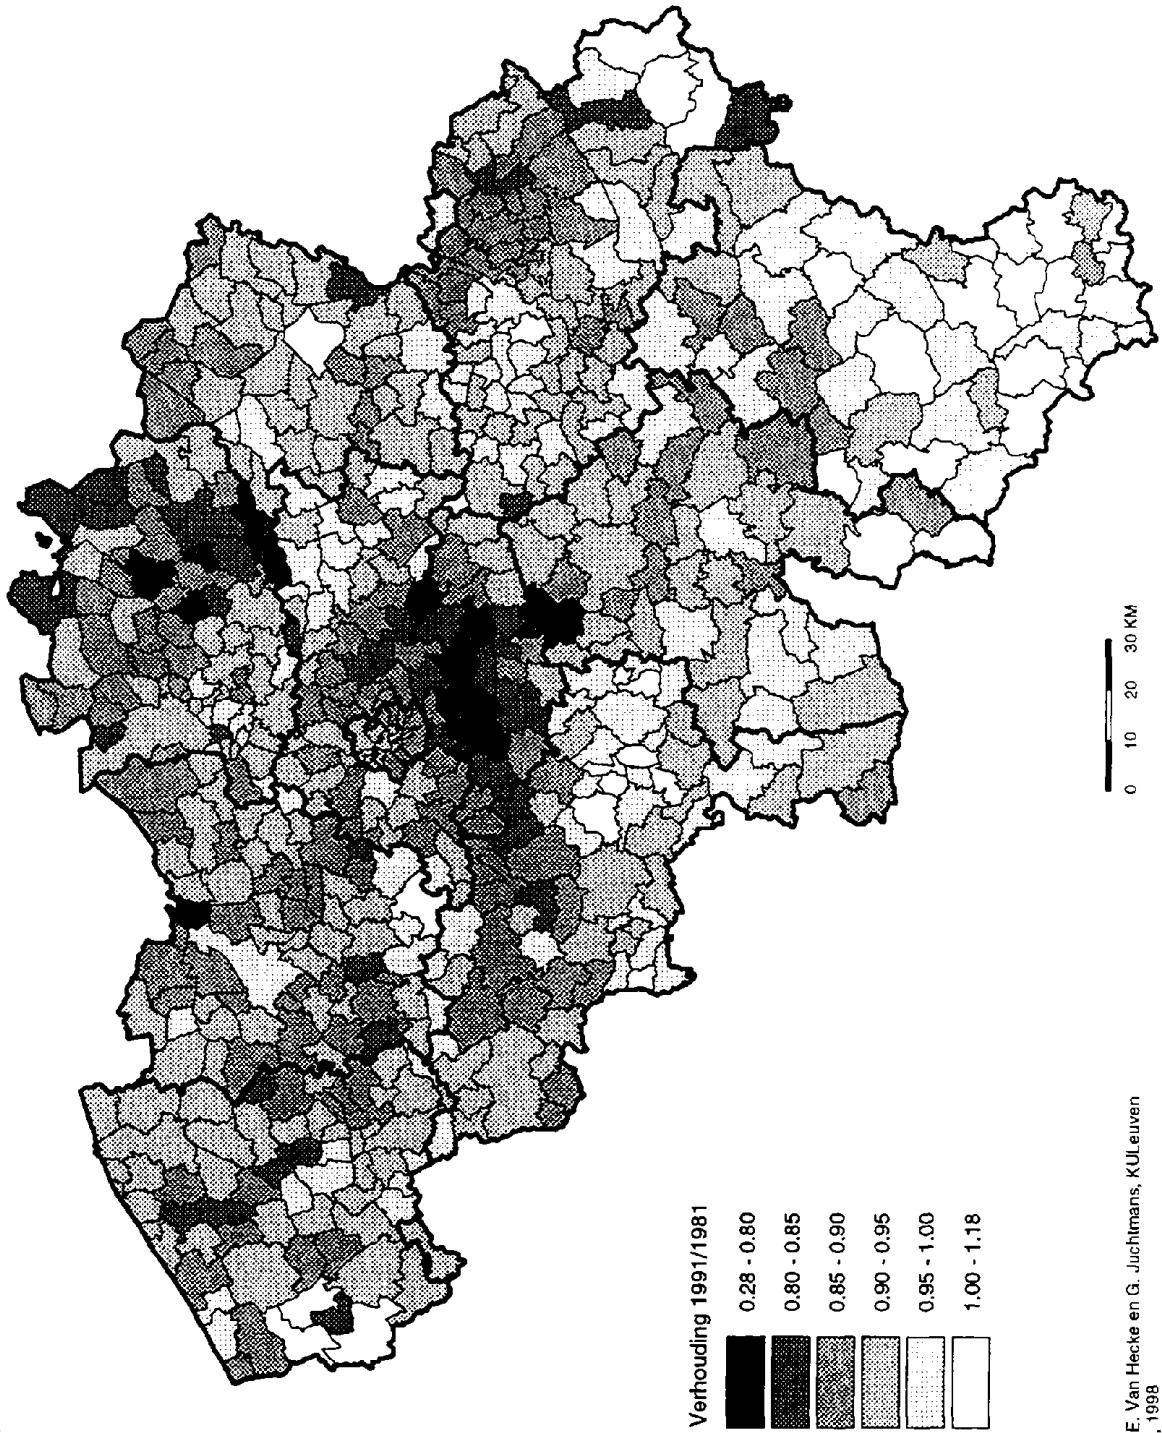 Verhouding 1991/1981
0.28 - 0.80
0.80 - 0.85
0.85 - 0.90
0.90 - 0.95
0.95 - 1.00
1.00 - 1.18
0 10 20 30 KM
E. Van Hecke en G. Juchtmans, KULeuven
, 1998